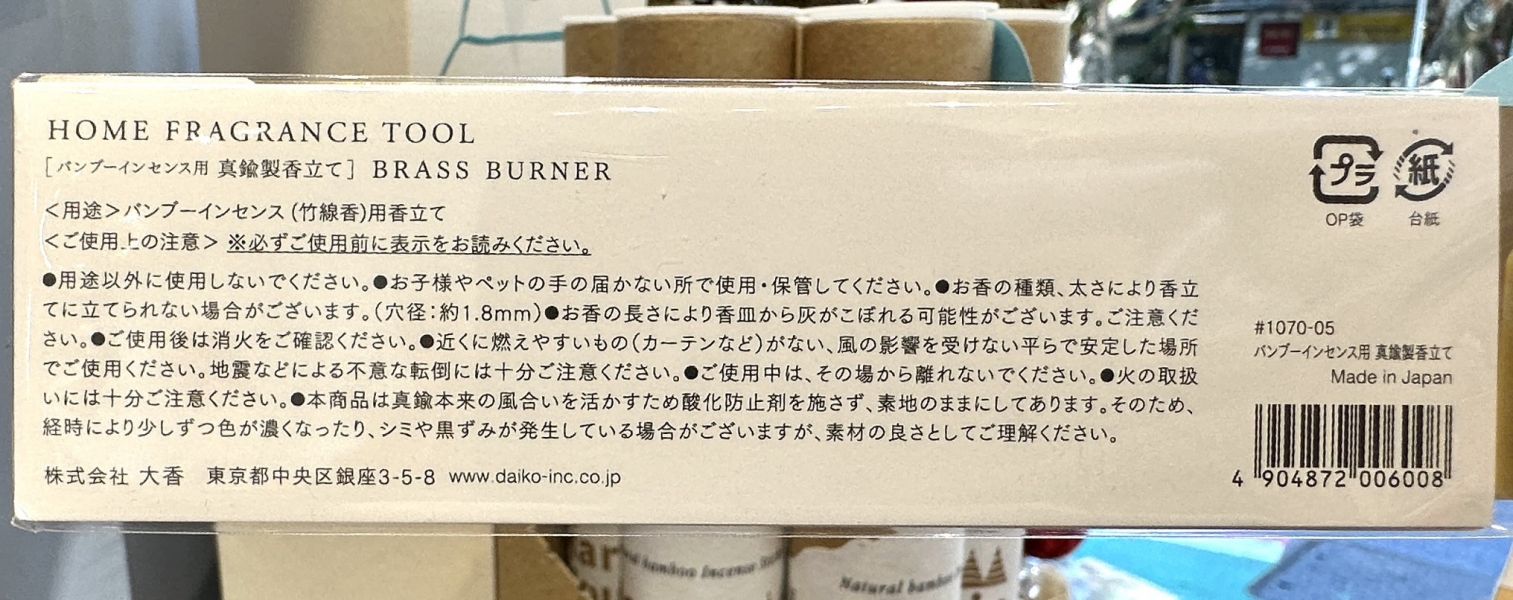 HOME FRAGRANCE TOOL
[バンブーインセンス用 真鍮製香立て] BRASS BURNER
＜用途＞バンブーインセンス(竹線香)用香立て
＜ご使用上の注意＞ ※必ずご使用前に表示をお読みください。
●用途以外に使用しないでください。●お子様やペットの手の届かない所で使用・保管してください。●お香の種類、太さにより香立
てに立てられない場合がございます。(穴径：約1.8mm)●お香の長さにより香皿から灰がこぼれる可能性がございます。ご注意くだ
さい。●ご使用後は消火をご確認ください。●近くに燃えやすいもの(カーテンなど)がない、風の影響を受けない平らで安定した場所
でご使用ください。地震などによる不意な転倒には十分ご注意ください。●ご使用中は、その場から離れないでください。●火の取扱
いには十分ご注意ください。●本商品は真鍮本来の風合いを活かすため酸化防止剤を施さず、素地のままにしてあります。そのため、
経時により少しずつ色が濃くなったり、シミや黒ずみが発生している場合がございますが、素材の良さとしてご理解ください。
株式会社 大香 東京都中央区銀座3-5-8 www.daiko-inc.co.jp
プラ 紙
OP袋 台紙
#1070-05
バンブーインセンス用 真鍮製香立て
Made in Japan
4 904872 006008
bamboo Incense
Natural bamboo